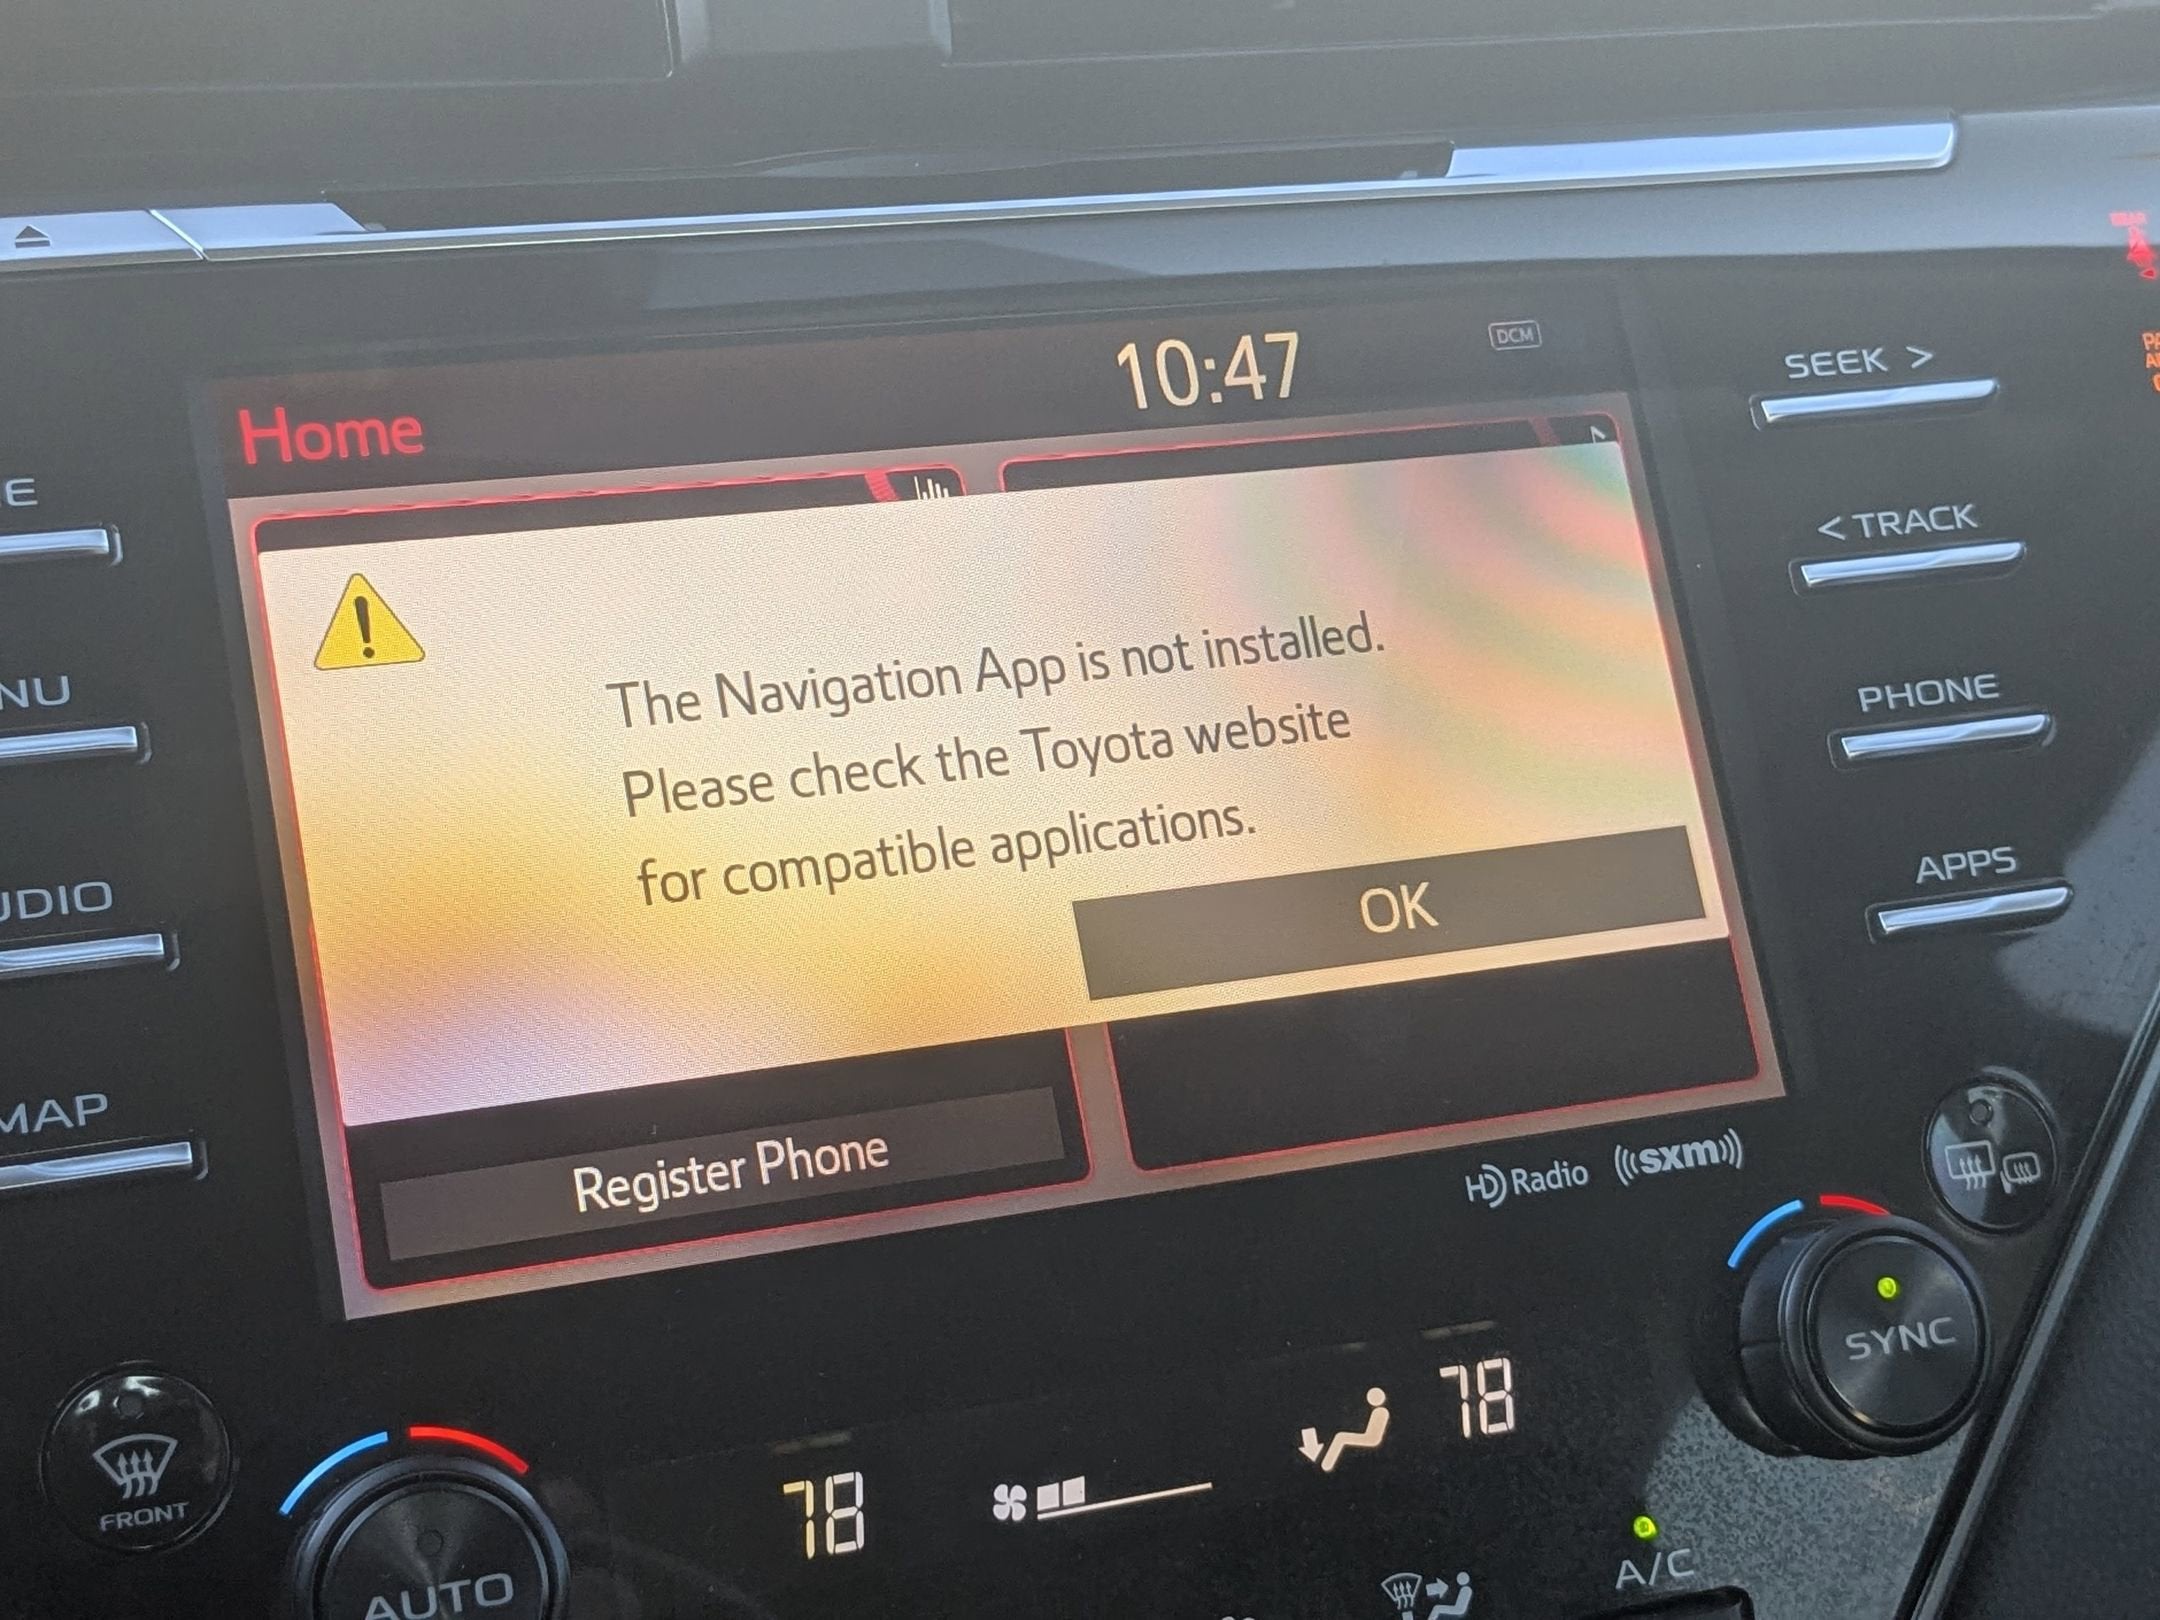 10:47
DCM
Home
SEEK >
< TRACK
PHONE
APPS
E
NU
UDIO
MAP
The Navigation App is not installed.
Please check the Toyota website
for compatible applications.
OK
Register Phone
HD Radio
(((sxm)))
SYNC
FRONT
AUTO
78
78
A/C
REAR